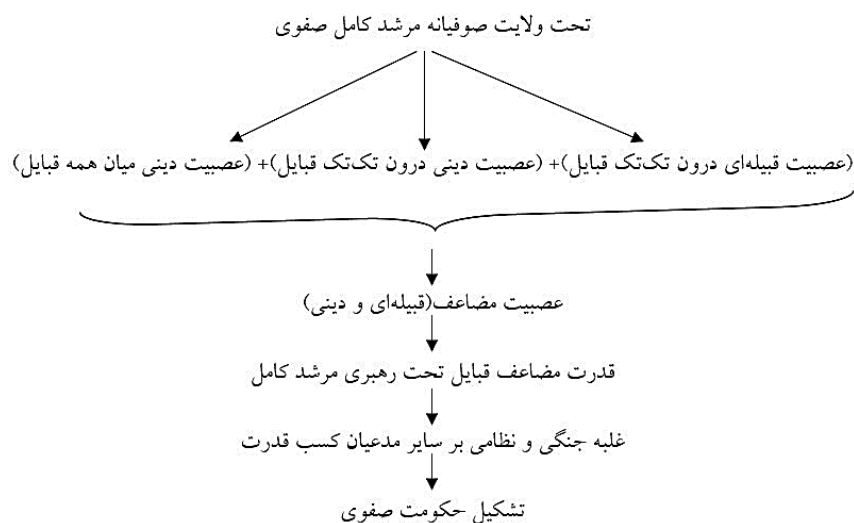 تحت ولایت صوفیانه مرشد کامل صفوی
(عصبیت قبیله‌ای درون تک‌تک قبایل)+ (عصبیت دینی درون تک‌تک قبایل)+ (عصبیت دینی میان همه قبایل)
عصبیت مضاعف(قبیله‌ای و دینی)
قدرت مضاعف قبایل تحت رهبری مرشد کامل
غلبه جنگی و نظامی بر سایر مدعیان کسب قدرت
تشکیل حکومت صفوی